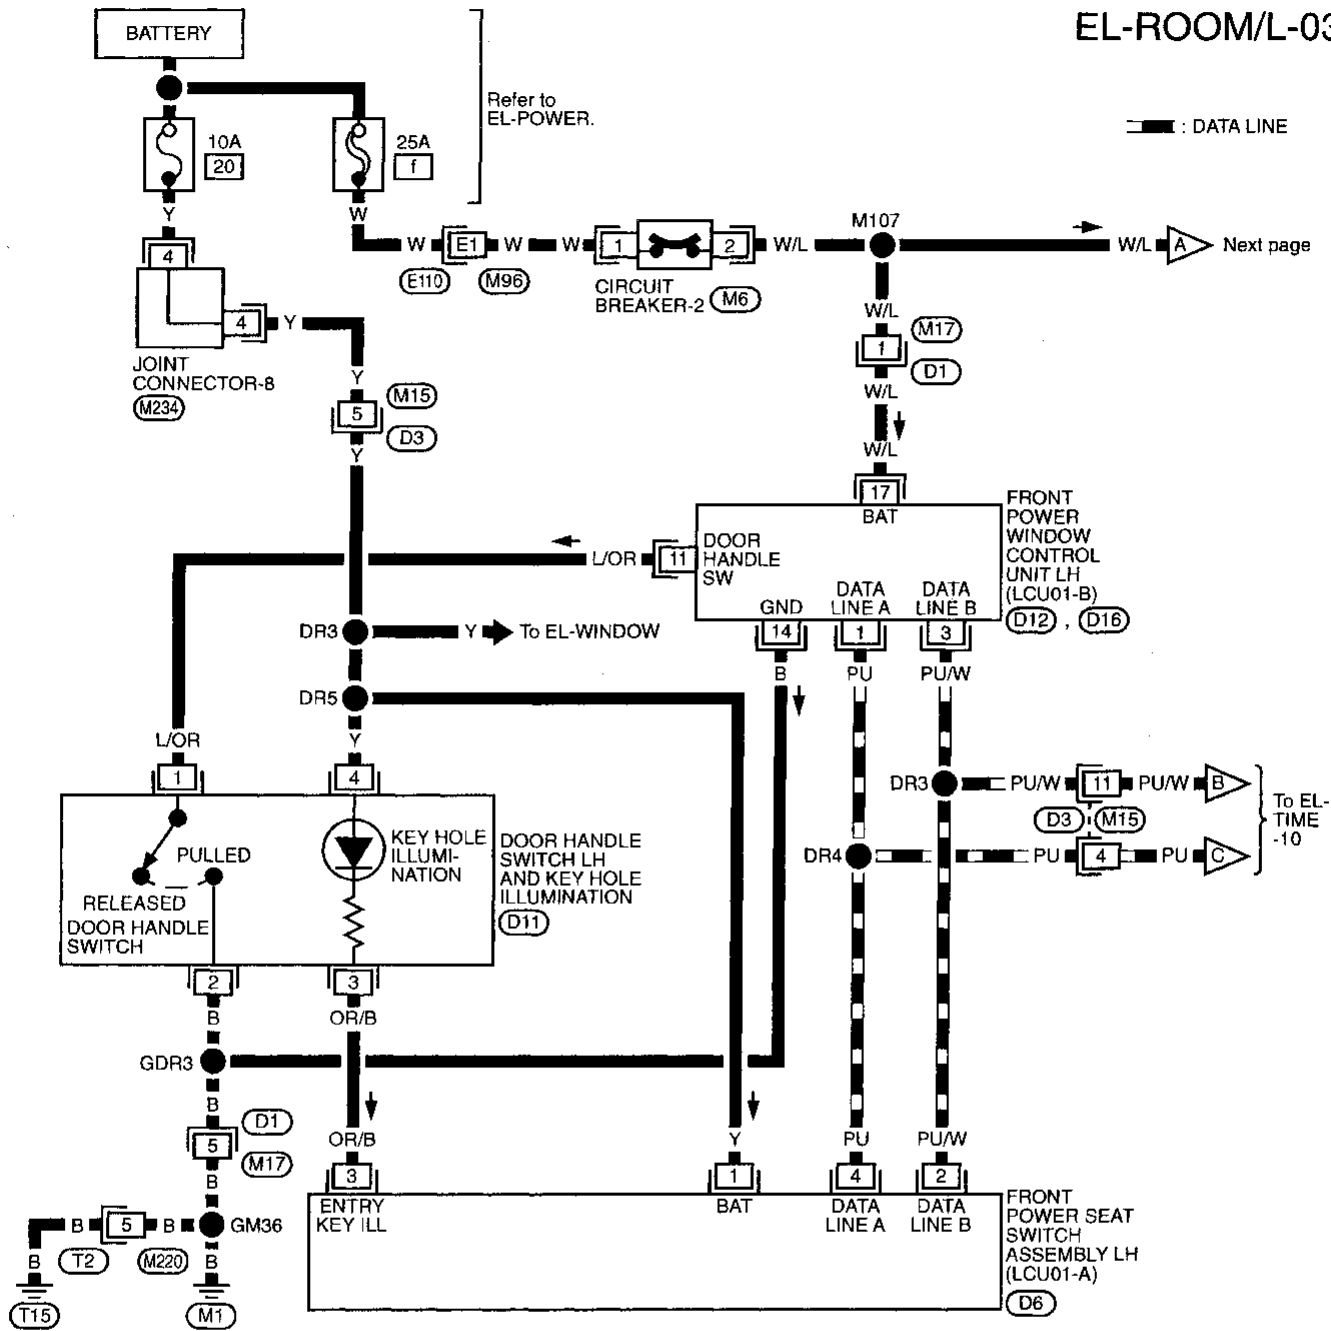 EL-ROOM/L-03
BATTERY
Refer to
EL-POWER.
: DATA LINE
10A
20
25A
f
Y
W
M107
4
W
E1
W
W
1
2
W/L
W/L
A
Next page
E110
M96
CIRCUIT
BREAKER-2
M6
4
Y
W/L
M17
1
D1
JOINT
CONNECTOR-8
M234
Y
M15
5
D3
Y
W/L
W/L
17
BAT
FRONT
POWER
WINDOW
CONTROL
UNIT LH
(LCU01-B)
D12 , D16
L/OR
11
DOOR
HANDLE
SW
GND
DATA
LINE A
DATA
LINE B
14
1
3
DR3
Y
To EL-WINDOW
B
PU
PU/W
DR5
L/OR
Y
1
4
DR3
PU/W
11
PU/W
B
D3
M15
To EL-
TIME
-10
DR4
PU
4
PU
C
PULLED
RELEASED
DOOR HANDLE
SWITCH
KEY HOLE
ILLUMI-
NATION
DOOR HANDLE
SWITCH LH
AND KEY HOLE
ILLUMINATION
D11
2
3
B
OR/B
GDR3
B
D1
5
M17
OR/B
Y
PU
PU/W
B
3
1
4
2
B
5
B
GM36
ENTRY
KEY ILL
BAT
DATA
LINE A
DATA
LINE B
FRONT
POWER SEAT
SWITCH
ASSEMBLY LH
(LCU01-A)
D6
B
T2
M220
B
T15
M1